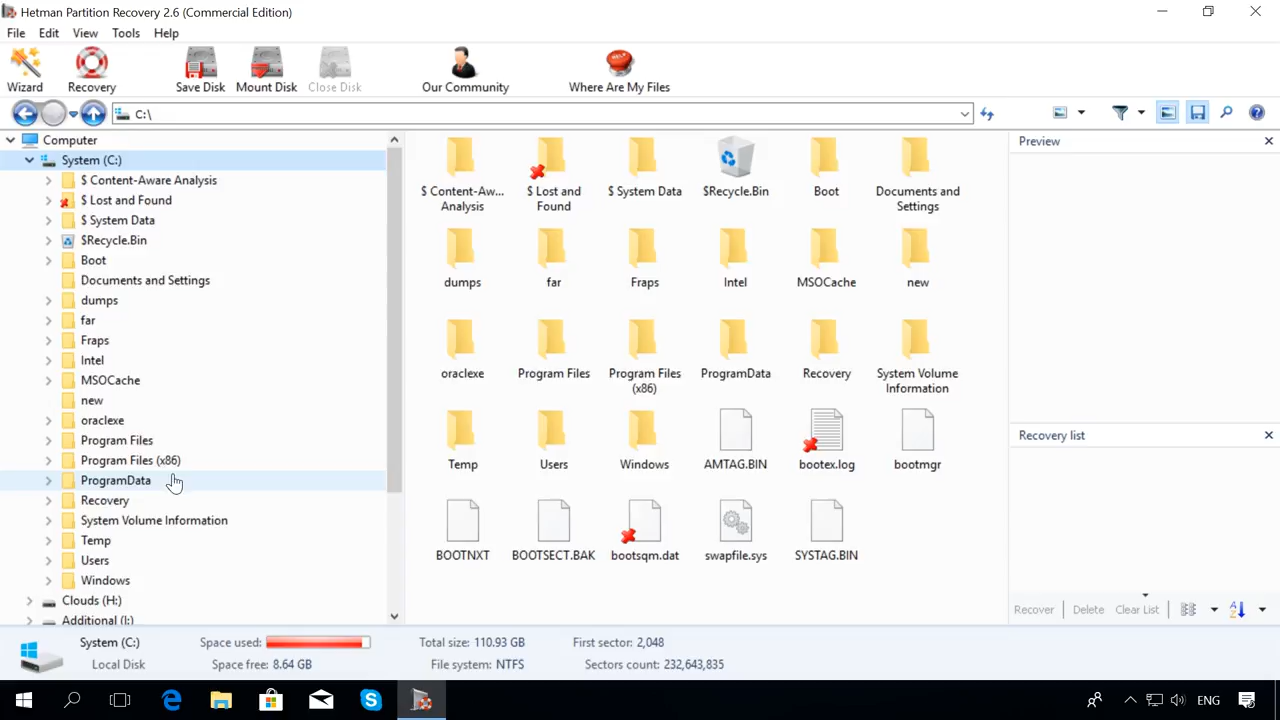 Hetman Partition Recovery 2.6 (Commercial Edition)
File Edit View Tools Help
Wizard Recovery Save Disk Mount Disk Close Disk Our Community Where Are My Files
HELP
C:\
Computer
System (C:)
$ Content-Aware Analysis
$ Lost and Found
$ System Data
$Recycle.Bin
Boot
Documents and Settings
dumps
far
Fraps
Intel
MSOCache
new
oraclexe
Program Files
Program Files (x86)
ProgramData
Recovery
System Volume Information
Temp
Users
Windows
Clouds (H:)
Additional (I:)
$ Content-Aw...
Analysis
$ Lost and
Found
$ System Data
$Recycle.Bin
Boot
Documents and
Settings
dumps
far
Fraps
Intel
MSOCache
new
oraclexe
Program Files
Program Files
(x86)
ProgramData
Recovery
System Volume
Information
Temp
Users
Windows
AMTAG.BIN
bootex.log
bootmgr
BOOTNXT
BOOTSECT.BAK
bootsqm.dat
swapfile.sys
SYSTAG.BIN
Preview
Recovery list
Recover Delete Clear List
System (C:)
Local Disk
Space used:
Space free: 8.64 GB
Total size: 110.93 GB
File system: NTFS
First sector: 2,048
Sectors count: 232,643,835
ENG